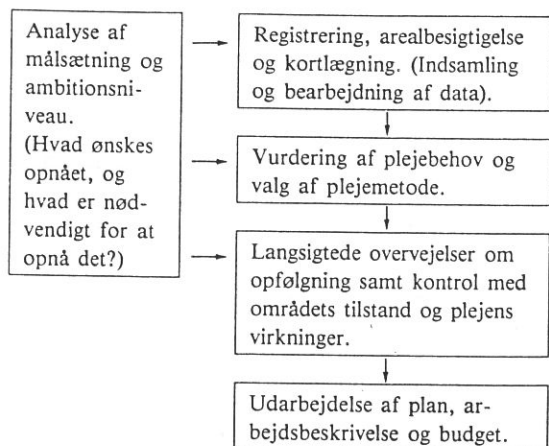 Analyse af
målsætning og
ambitionsni-
veau.
(Hvad ønskes
opnået, og
hvad er nød-
vendigt for at
opnå det?)
Registrering, arealbesigtigelse
og kortlægning. (Indsamling
og bearbejdning af data).
Vurdering af plejebehov og
valg af plejemetode.
Langsigtede overvejelser om
opfølgning samt kontrol med
områdets tilstand og plejens
virkninger.
Udarbejdelse af plan, ar-
bejdsbeskrivelse og budget.